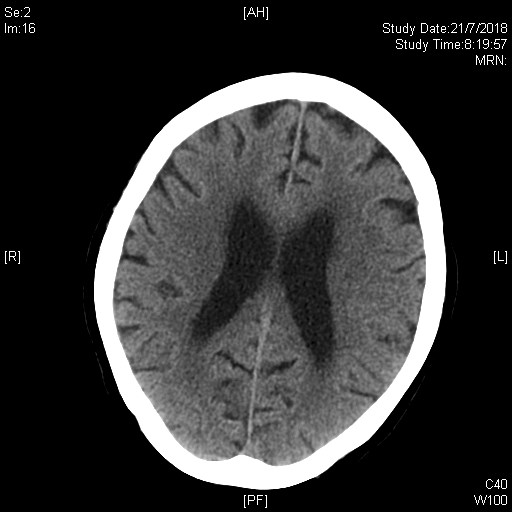 Se:2
Im:16
[AH]
Study Date:21/7/2018
Study Time:8:19:57
MRN:
[R]
[L]
[PF]
C40
W100